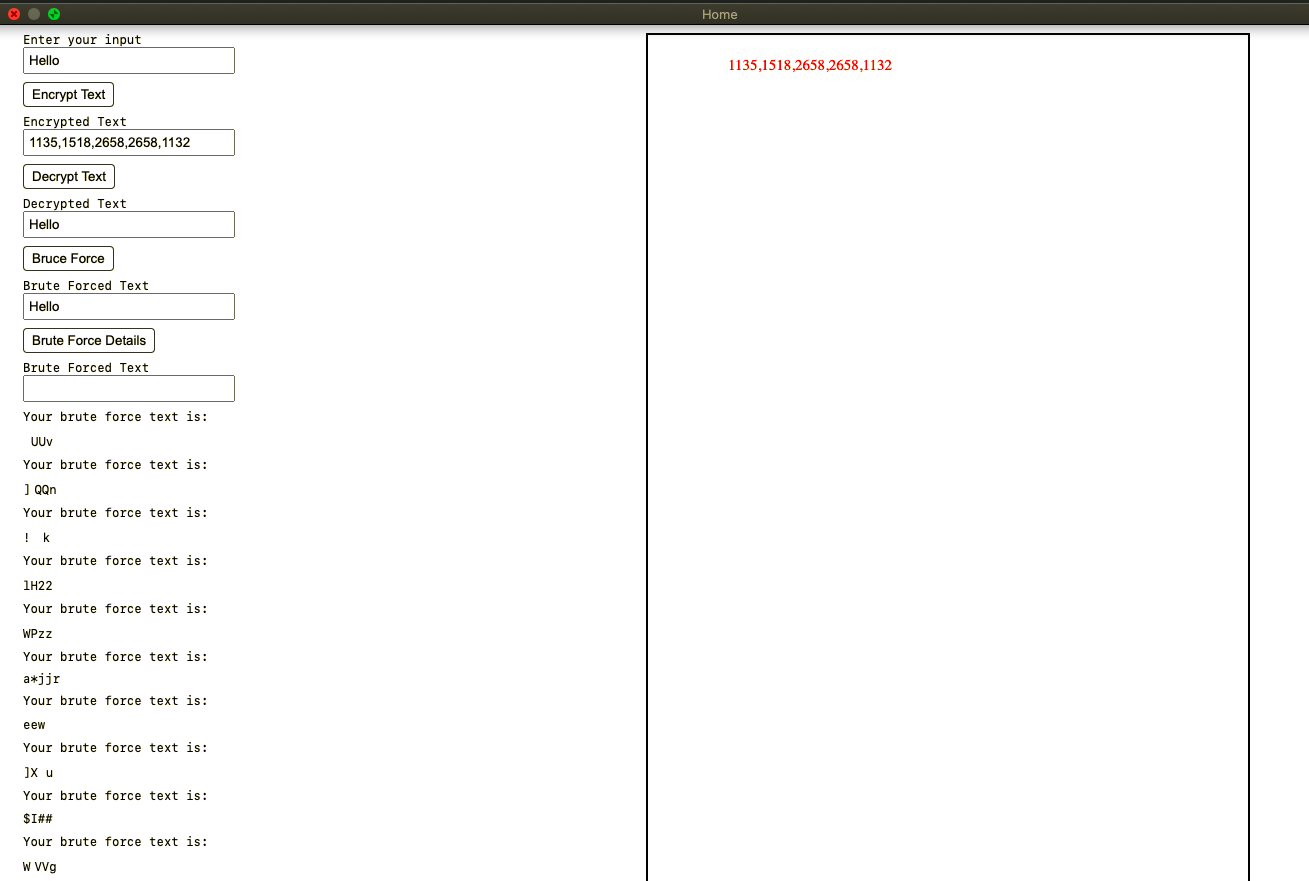 Home
Enter your input
Hello
Encrypt Text
Encrypted Text
1135,1518,2658,2658,1132
Decrypt Text
Decrypted Text
Hello
Bruce Force
Brute Forced Text
Hello
Brute Force Details
Brute Forced Text
Your brute force text is:
UUv
Your brute force text is:
] QQn
Your brute force text is:
! k
Your brute force text is:
lH22
Your brute force text is:
WPzz
Your brute force text is:
a*jjr
Your brute force text is:
eew
Your brute force text is:
]X u
Your brute force text is:
$I##
Your brute force text is:
W VVg
1135,1518,2658,2658,1132